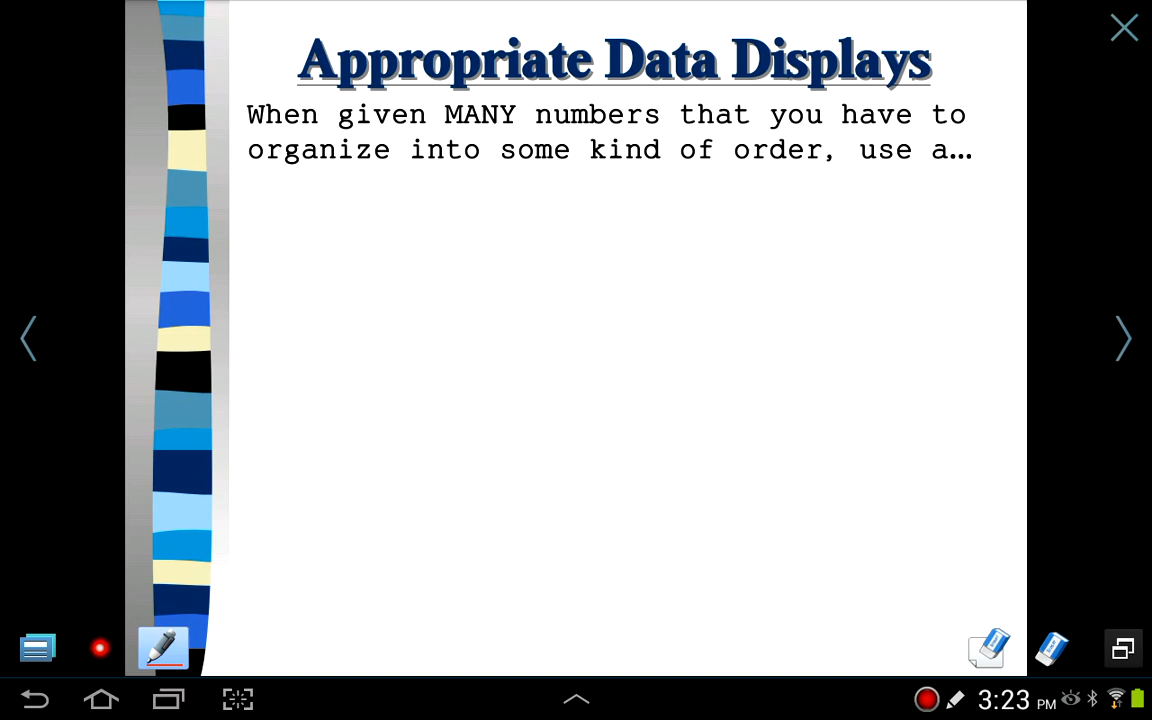 Appropriate Data Displays
When given MANY numbers that you have to
organize into some kind of order, use a…
3:23 PM